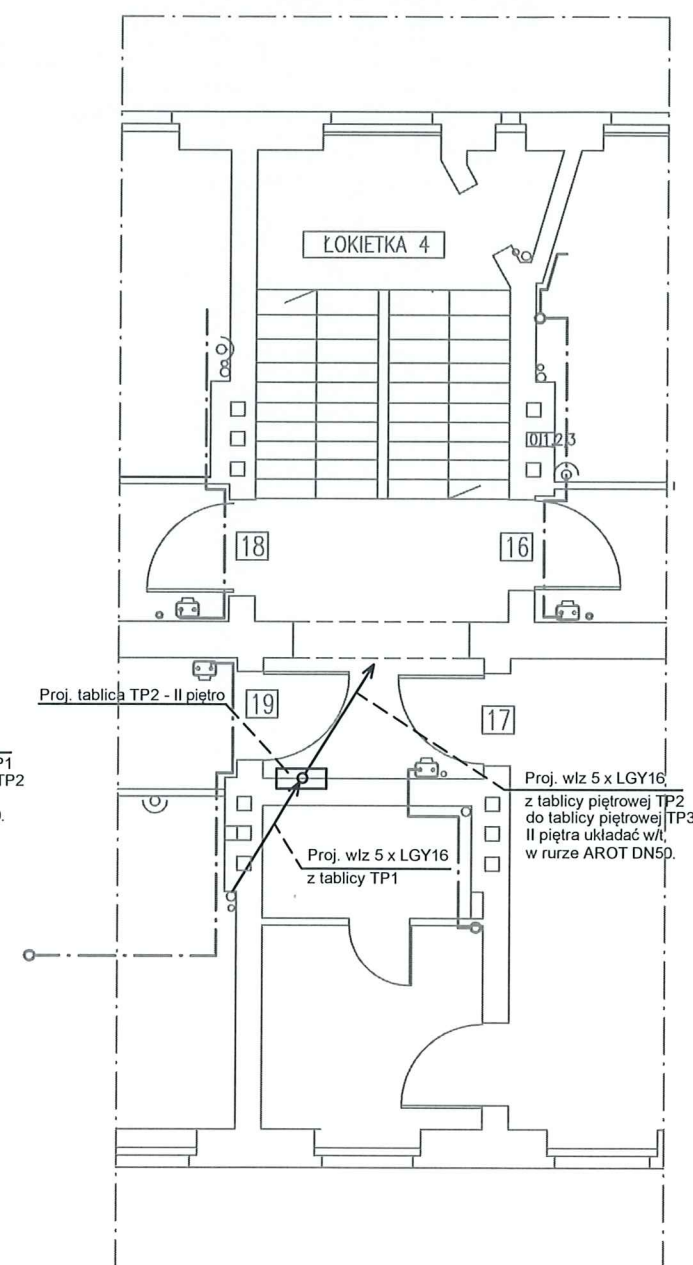 ŁOKIETKA 4
0 1,2,3
18
16
Proj. tablica TP2 - II piętro
19
17
P1
TP2
Proj. wlz 5 x LGY16
z tablicy piętrowej TP2
do tablicy piętrowej TP3
II piętra układać w/t,
w rurze AROT DN50.
Proj. wlz 5 x LGY16
z tablicy TP1